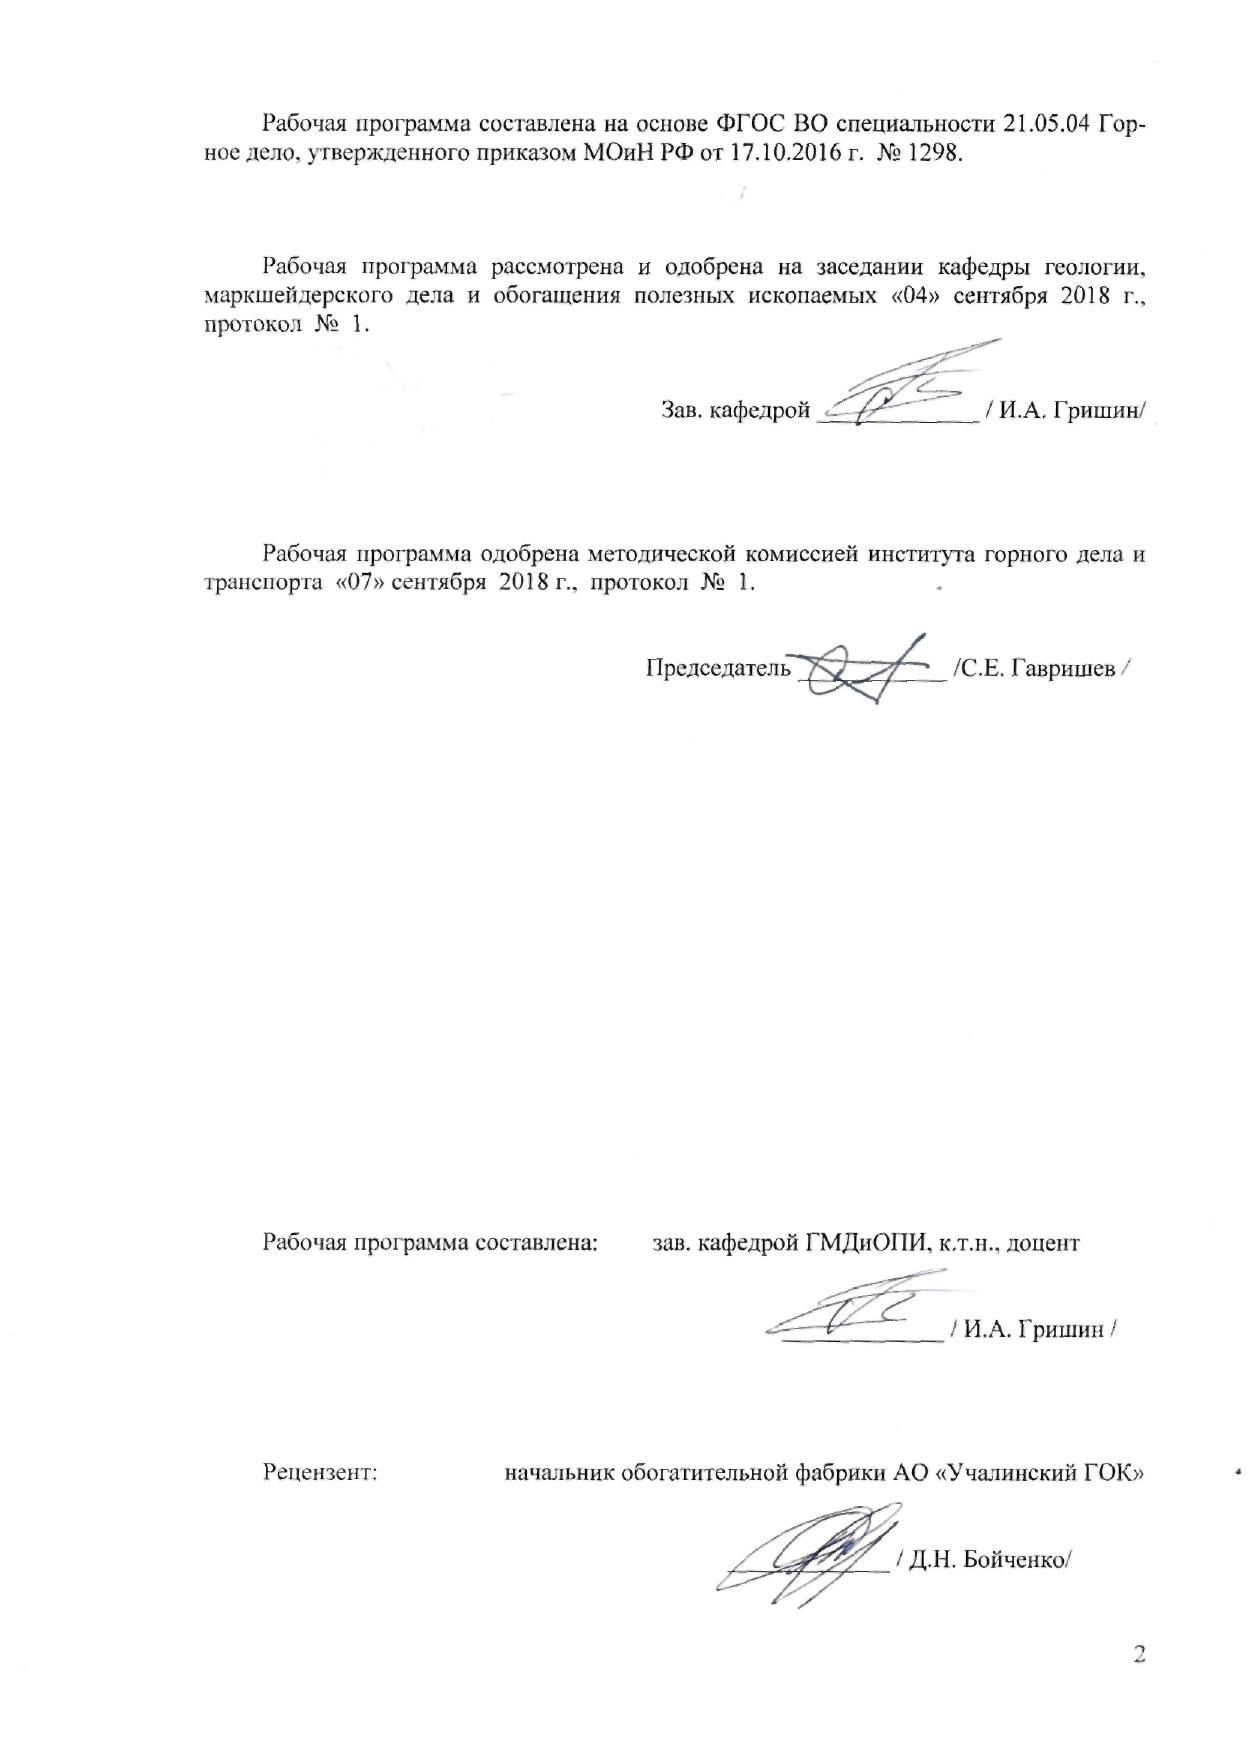 Рабочая программа составлена на основе ФГОС ВО специальности 21.05.04 Гор-
ное дело, утвержденного приказом МОиН РФ от 17.10.2016 г. № 1298.
Рабочая программа рассмотрена и одобрена на заседании кафедры геологии,
маркшейдерского дела и обогащения полезных ископаемых «04» сентября 2018 г.,
протокол № 1.
Зав. кафедрой _____________ / И.А. Гришин/
Рабочая программа одобрена методической комиссией института горного дела и
транспорта «07» сентября 2018 г., протокол № 1.
Председатель ____________ /С.Е. Гавришев /
Рабочая программа составлена: зав. кафедрой ГМДиОПИ, к.т.н., доцент
_____________ / И.А. Гришин /
Рецензент: начальник обогатительной фабрики АО «Учалинский ГОК»
_____________ / Д.Н. Бойченко/
2